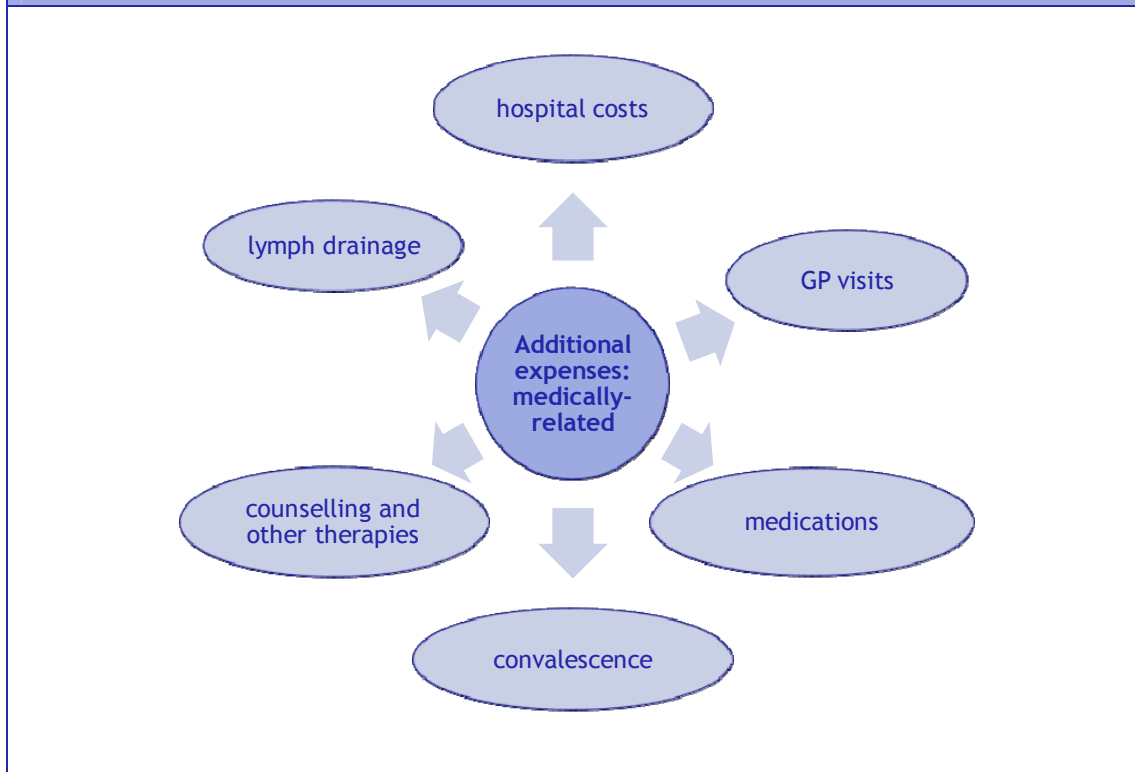 hospital costs
lymph drainage
GP visits
Additional
expenses:
medically-
related
counselling and
other therapies
medications
convalescence